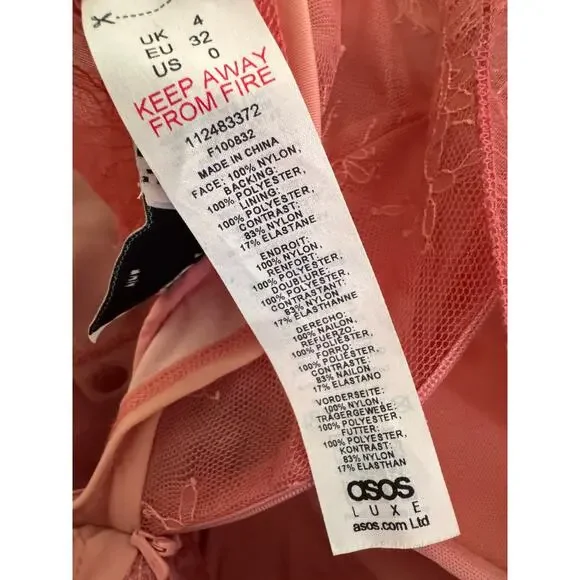 UK 4
EU 32
US 0
KEEP AWAY
FROM FIRE
112483372
F100832
MADE IN CHINA
FACE: 100% NYLON,
BACKING:
100% POLYESTER,
LINING:
100% POLYESTER,
CONTRAST:
83% NYLON
17% ELASTANE
ENDROIT:
100% NYLON,
RENFORT:
100% POLYESTER,
DOUBLURE:
100% POLYESTER,
CONTRASTANT:
83% NYLON
17% ELASTHANNE
DERECHO:
100% NAILON,
REFUERZO:
100% POLIÉSTER,
FORRO:
100% POLIÉSTER,
CONTRASTE:
83% NAILON
17% ELASTANO
VORDERSEITE:
100% NYLON,
TRÄGERGEWEBE:
100% POLYESTER,
FUTTER:
100% POLYESTER,
KONTRAST:
83% NYLON
17% ELASTHAN
asos
LUXE
asos.com Ltd